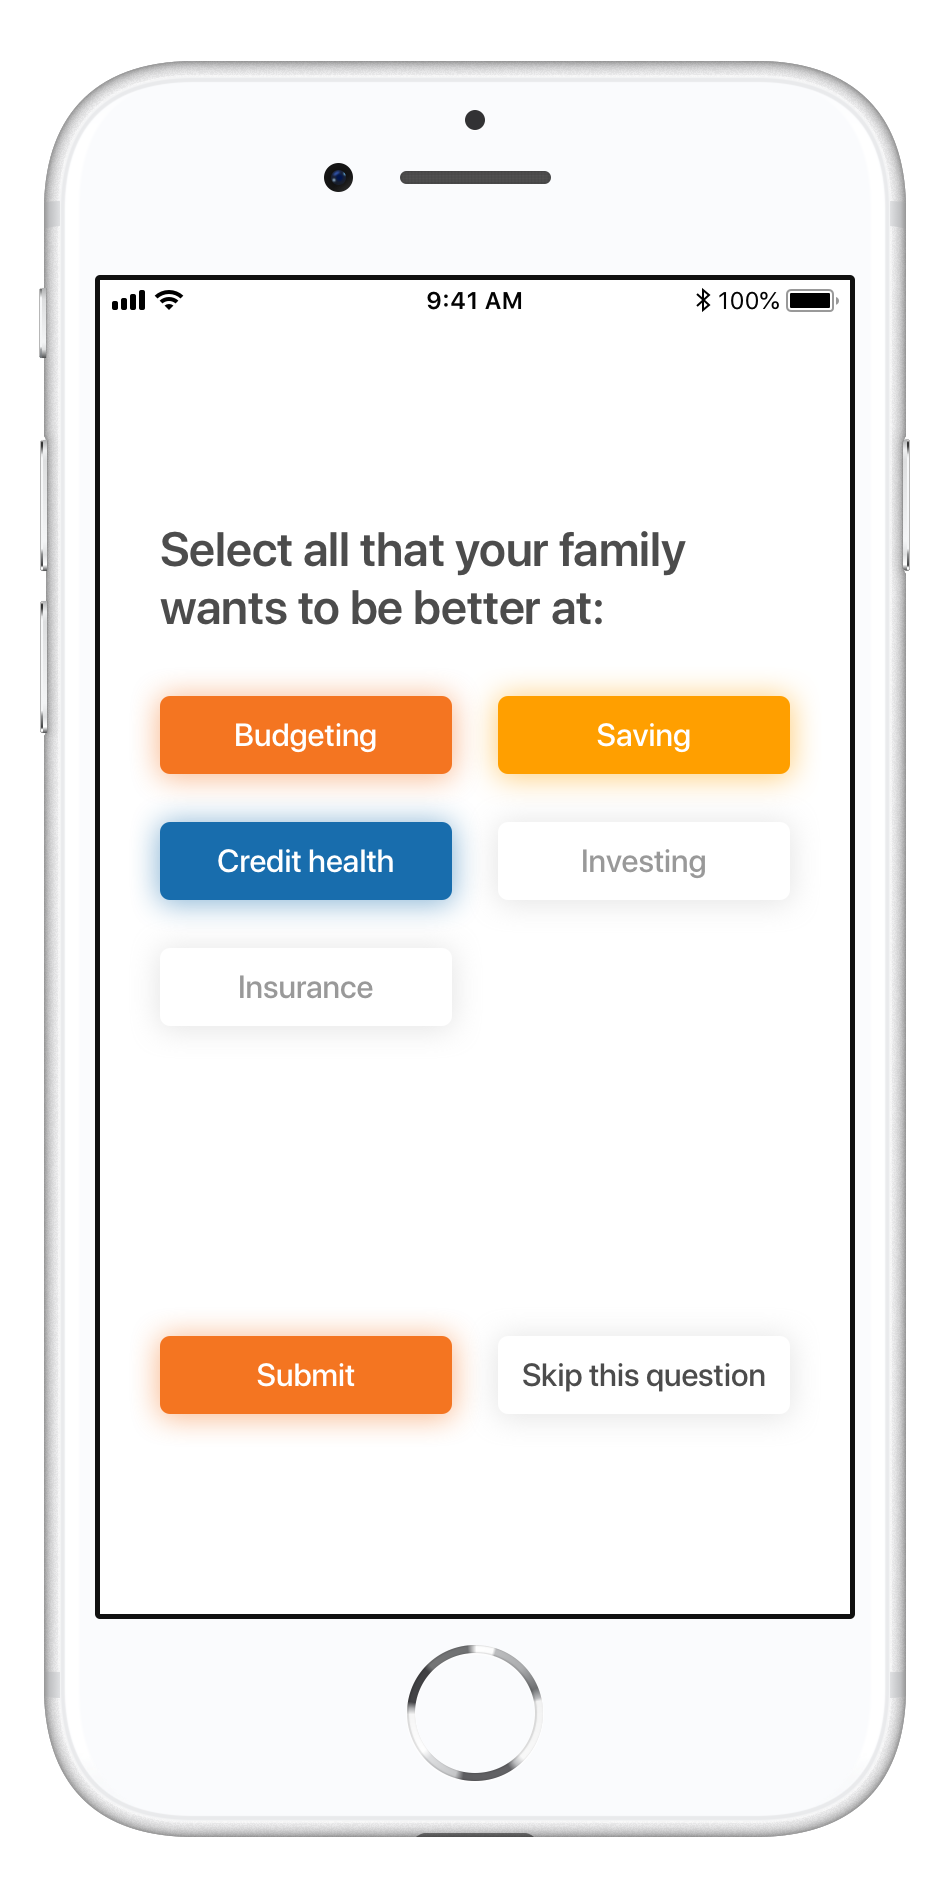 9:41 AM 100%
Select all that your family
wants to be better at:
Budgeting Saving
Credit health Investing
Insurance
Submit Skip this question